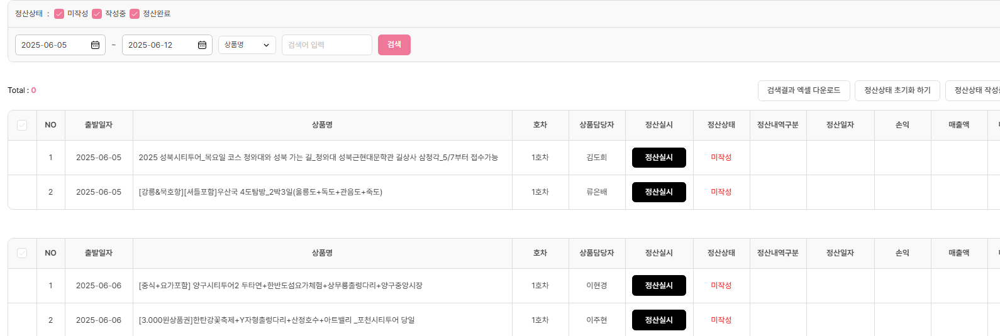 정산상태 : 미작성 작성중 정산완료
2025-06-05 ~ 2025-06-12 상품명 검색어 입력 검색
Total : 0 검색결과 엑셀 다운로드 정산상태 초기화 하기 정산상태
NO 출발일자 상품명 호차 상품담당자 정산실시 정산상태 정산내역구분 정산일자 손익 매출액
1 2025-06-05 2025 성북시티투어_목요일 코스 청와대와 성북 가는 길_청와대 성북근현대문학관 길상사 삼청각_5/7부터 접수가능 1호차 김도희 정산실시 미작성
2 2025-06-05 [강릉&묵호항][셔틀포함]우산국 4도탐방_2박3일(울릉도+독도+관음도+죽도) 1호차 류은배 정산실시 미작성
NO 출발일자 상품명 호차 상품담당자 정산실시 정산상태 정산내역구분 정산일자 손익 매출액
1 2025-06-06 [중식+요가포함] 양구시티투어2 두타연+한반도섬요가체험+상무룡출렁다리+양구중앙시장 1호차 이현경 정산실시 미작성
2 2025-06-06 [3.000원상품권]한탄강꽃축제+Y자형출렁다리+산정호수+아트밸리 _포천시티투어 당일 1호차 이주현 정산실시 미작성